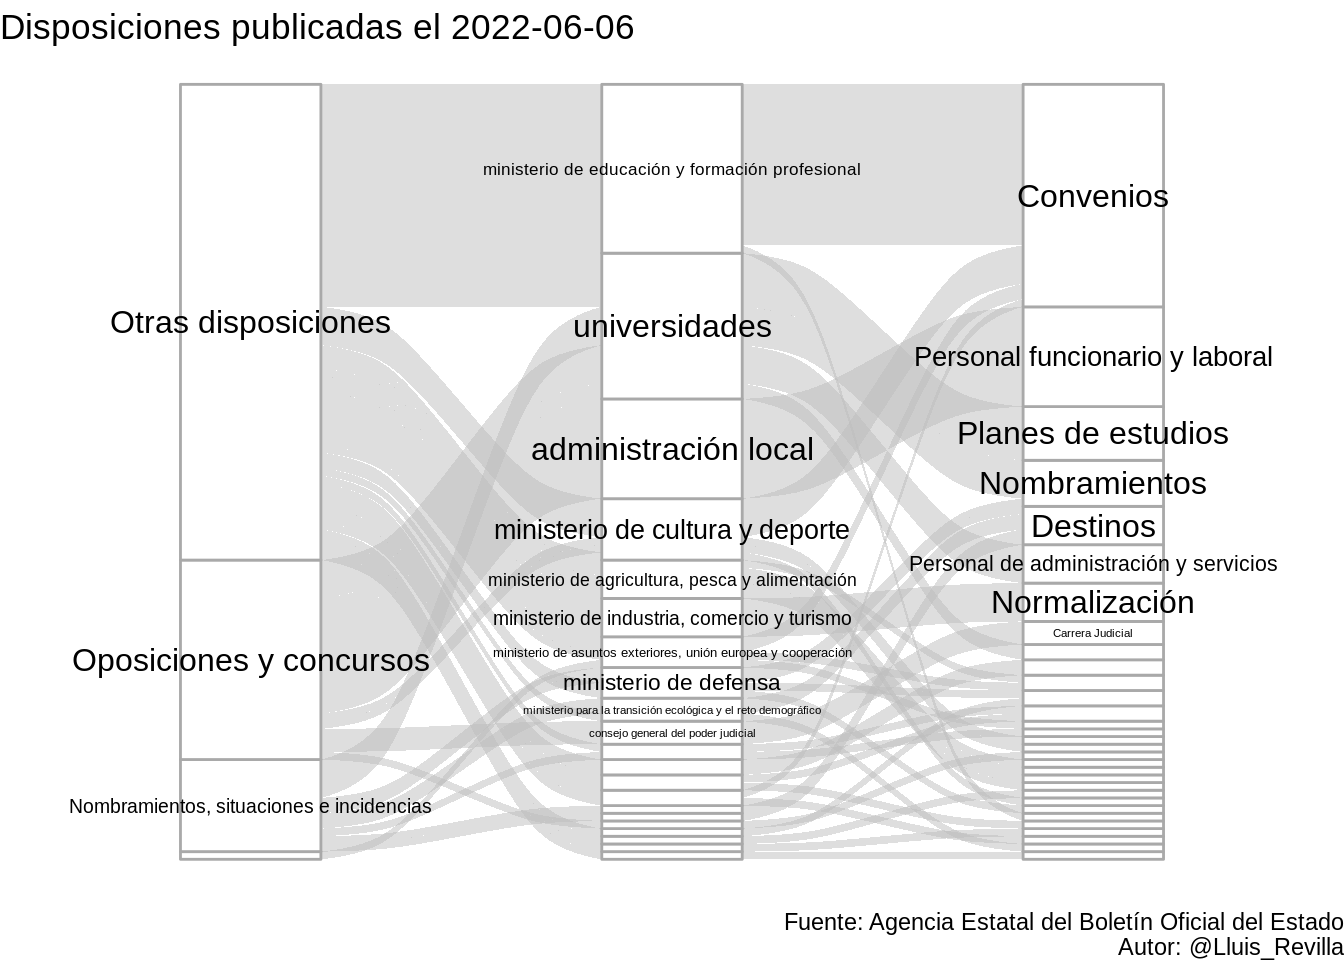 Disposiciones publicadas el 2022-06-06
Otras disposiciones
Oposiciones y concursos
Nombramientos, situaciones e incidencias
ministerio de educación y formación profesional
universidades
administración local
ministerio de cultura y deporte
ministerio de agricultura, pesca y alimentación
ministerio de industria, comercio y turismo
ministerio de asuntos exteriores, unión europea y cooperación
ministerio de defensa
ministerio para la transición ecológica y el reto demográfico
consejo general del poder judicial
Convenios
Personal funcionario y laboral
Planes de estudios
Nombramientos
Destinos
Personal de administración y servicios
Normalización
Carrera Judicial
Fuente: Agencia Estatal del Boletín Oficial del Estado
Autor: @Lluis_Revilla